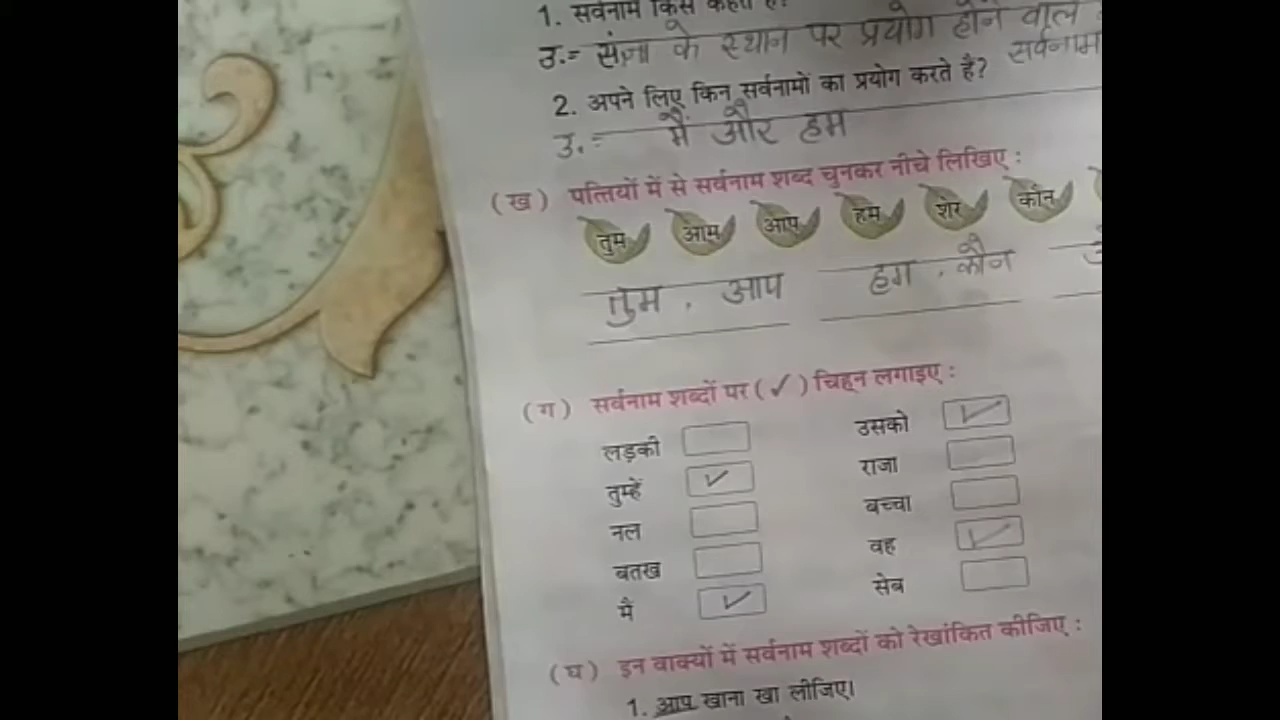 1. सर्वनाम किसे कहते है?
उ.= संज्ञा के स्थान पर प्रयोग होने वाले
सर्वनाम
2. अपने लिए किन सर्वनामों का प्रयोग करते है?
उ.= मैं और हम
(ख) पत्तियों में से सर्वनाम शब्द चुनकर नीचे लिखिए :
तुम आम आप हम शेर कौन
तुम , आप हम , कौन
(ग) सर्वनाम शब्दों पर (✓) चिह्न लगाइए :
लड़की उसको ✓
तुम्हें ✓ राजा
नल बच्चा
बतख वह ✓
मै ✓ सेब
(घ) इन वाक्यों में सर्वनाम शब्दों को रेखांकित कीजिए :
1. आप खाना खा लीजिए।